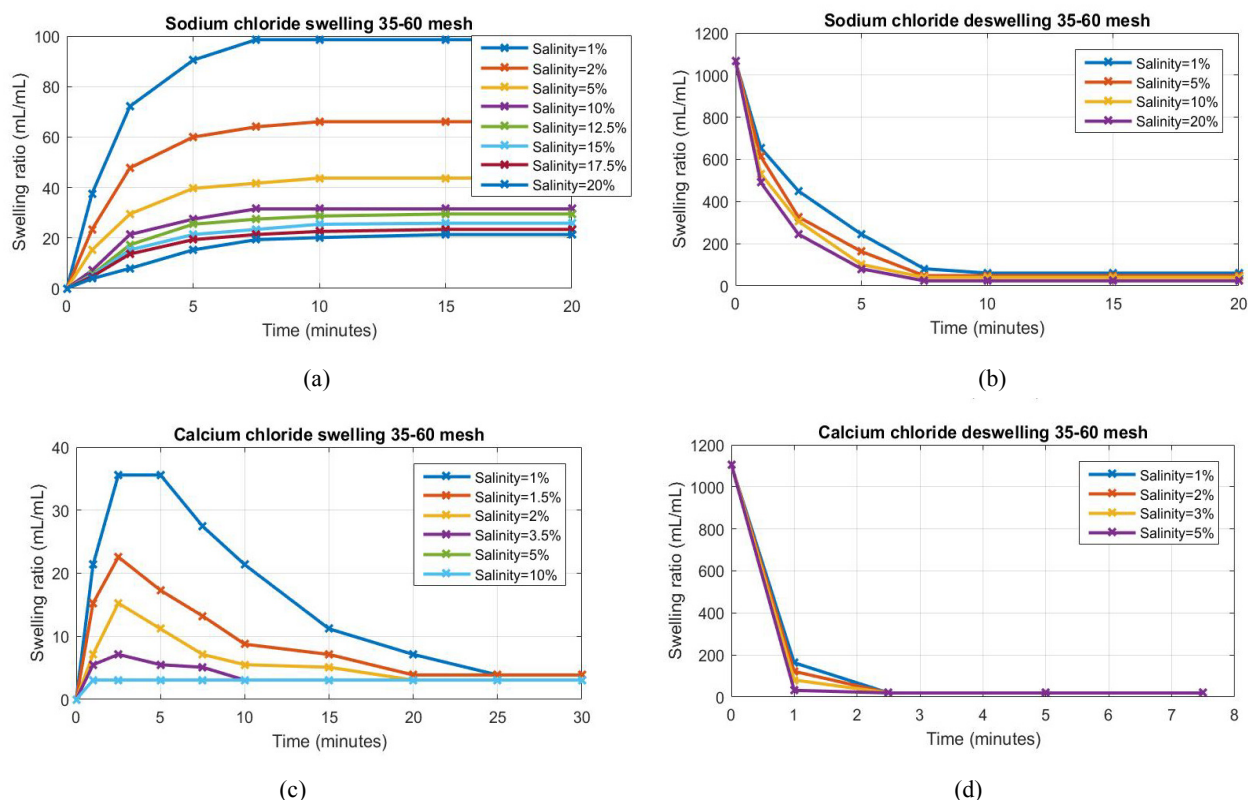 Sodium chloride swelling 35-60 mesh
Swelling ratio (mL/mL)
100
80
60
40
20
0
0 5 10 15 20
Time (minutes)
Salinity=1%
Salinity=2%
Salinity=5%
Salinity=10%
Salinity=12.5%
Salinity=15%
Salinity=17.5%
Salinity=20%
(a)
Sodium chloride deswelling 35-60 mesh
Swelling ratio (mL/mL)
1200
1000
800
600
400
200
0
0 5 10 15 20
Time (minutes)
Salinity=1%
Salinity=5%
Salinity=10%
Salinity=20%
(b)
Calcium chloride swelling 35-60 mesh
Swelling ratio (mL/mL)
40
30
20
10
0
0 5 10 15 20 25 30
Time (minutes)
Salinity=1%
Salinity=1.5%
Salinity=2%
Salinity=3.5%
Salinity=5%
Salinity=10%
(c)
Calcium chloride deswelling 35-60 mesh
Swelling ratio (mL/mL)
1200
1000
800
600
400
200
0
0 1 2 3 4 5 6 7 8
Time (minutes)
Salinity=1%
Salinity=2%
Salinity=3%
Salinity=5%
(d)